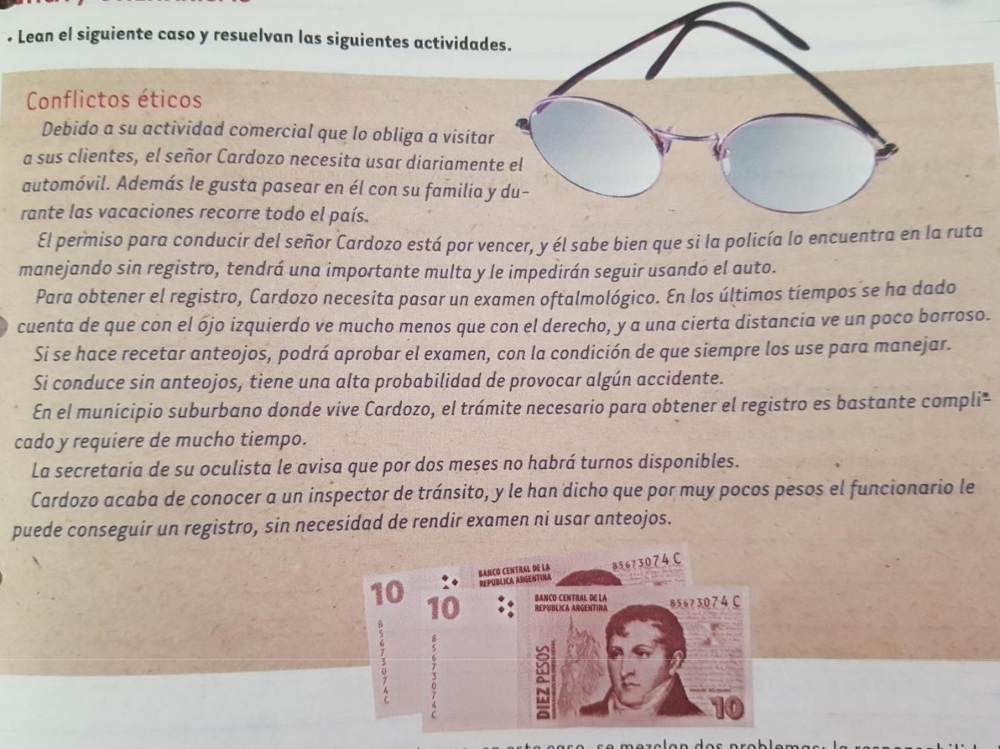 . Lean el siguiente caso y resuelvan las siguientes actividades.
Conflictos éticos
Debido a su actividad comercial que lo obliga a visitar
a sus clientes, el señor Cardozo necesita usar diariamente el
automóvil. Además le gusta pasear en él con su familia y du-
rante las vacaciones recorre todo el país.
El permiso para conducir del señor Cardozo está por vencer, y él sabe bien que si la policía lo encuentra en la ruta
manejando sin registro, tendrá una importante multa y le impedirán seguir usando el auto.
Para obtener el registro, Cardozo necesita pasar un examen oftalmológico. En los últimos tiempos se ha dado
cuenta de que con el ojo izquierdo ve mucho menos que con el derecho, y a una cierta distancia ve un poco borroso.
Si se hace recetar anteojos, podrá aprobar el examen, con la condición de que siempre los use para manejar.
Si conduce sin anteojos, tiene una alta probabilidad de provocar algún accidente.
En el municipio suburbano donde vive Cardozo, el trámite necesario para obtener el registro es bastante compli-
cado y requiere de mucho tiempo.
La secretaria de su oculista le avisa que por dos meses no habrá turnos disponibles.
Cardozo acaba de conocer a un inspector de tránsito, y le han dicho que por muy pocos pesos el funcionario le
puede conseguir un registro, sin necesidad de rendir examen ni usar anteojos.
10
BANCO CENTRAL DE LA
REPUBLICA ARGENTINA
85673074 C
85673074C
10
BANCO CENTRAL DE LA
REPUBLICA ARGENTINA
85673074 C
85673074C
DIEZ PESOS
10
en este caso, se mezclan dos problemas: la